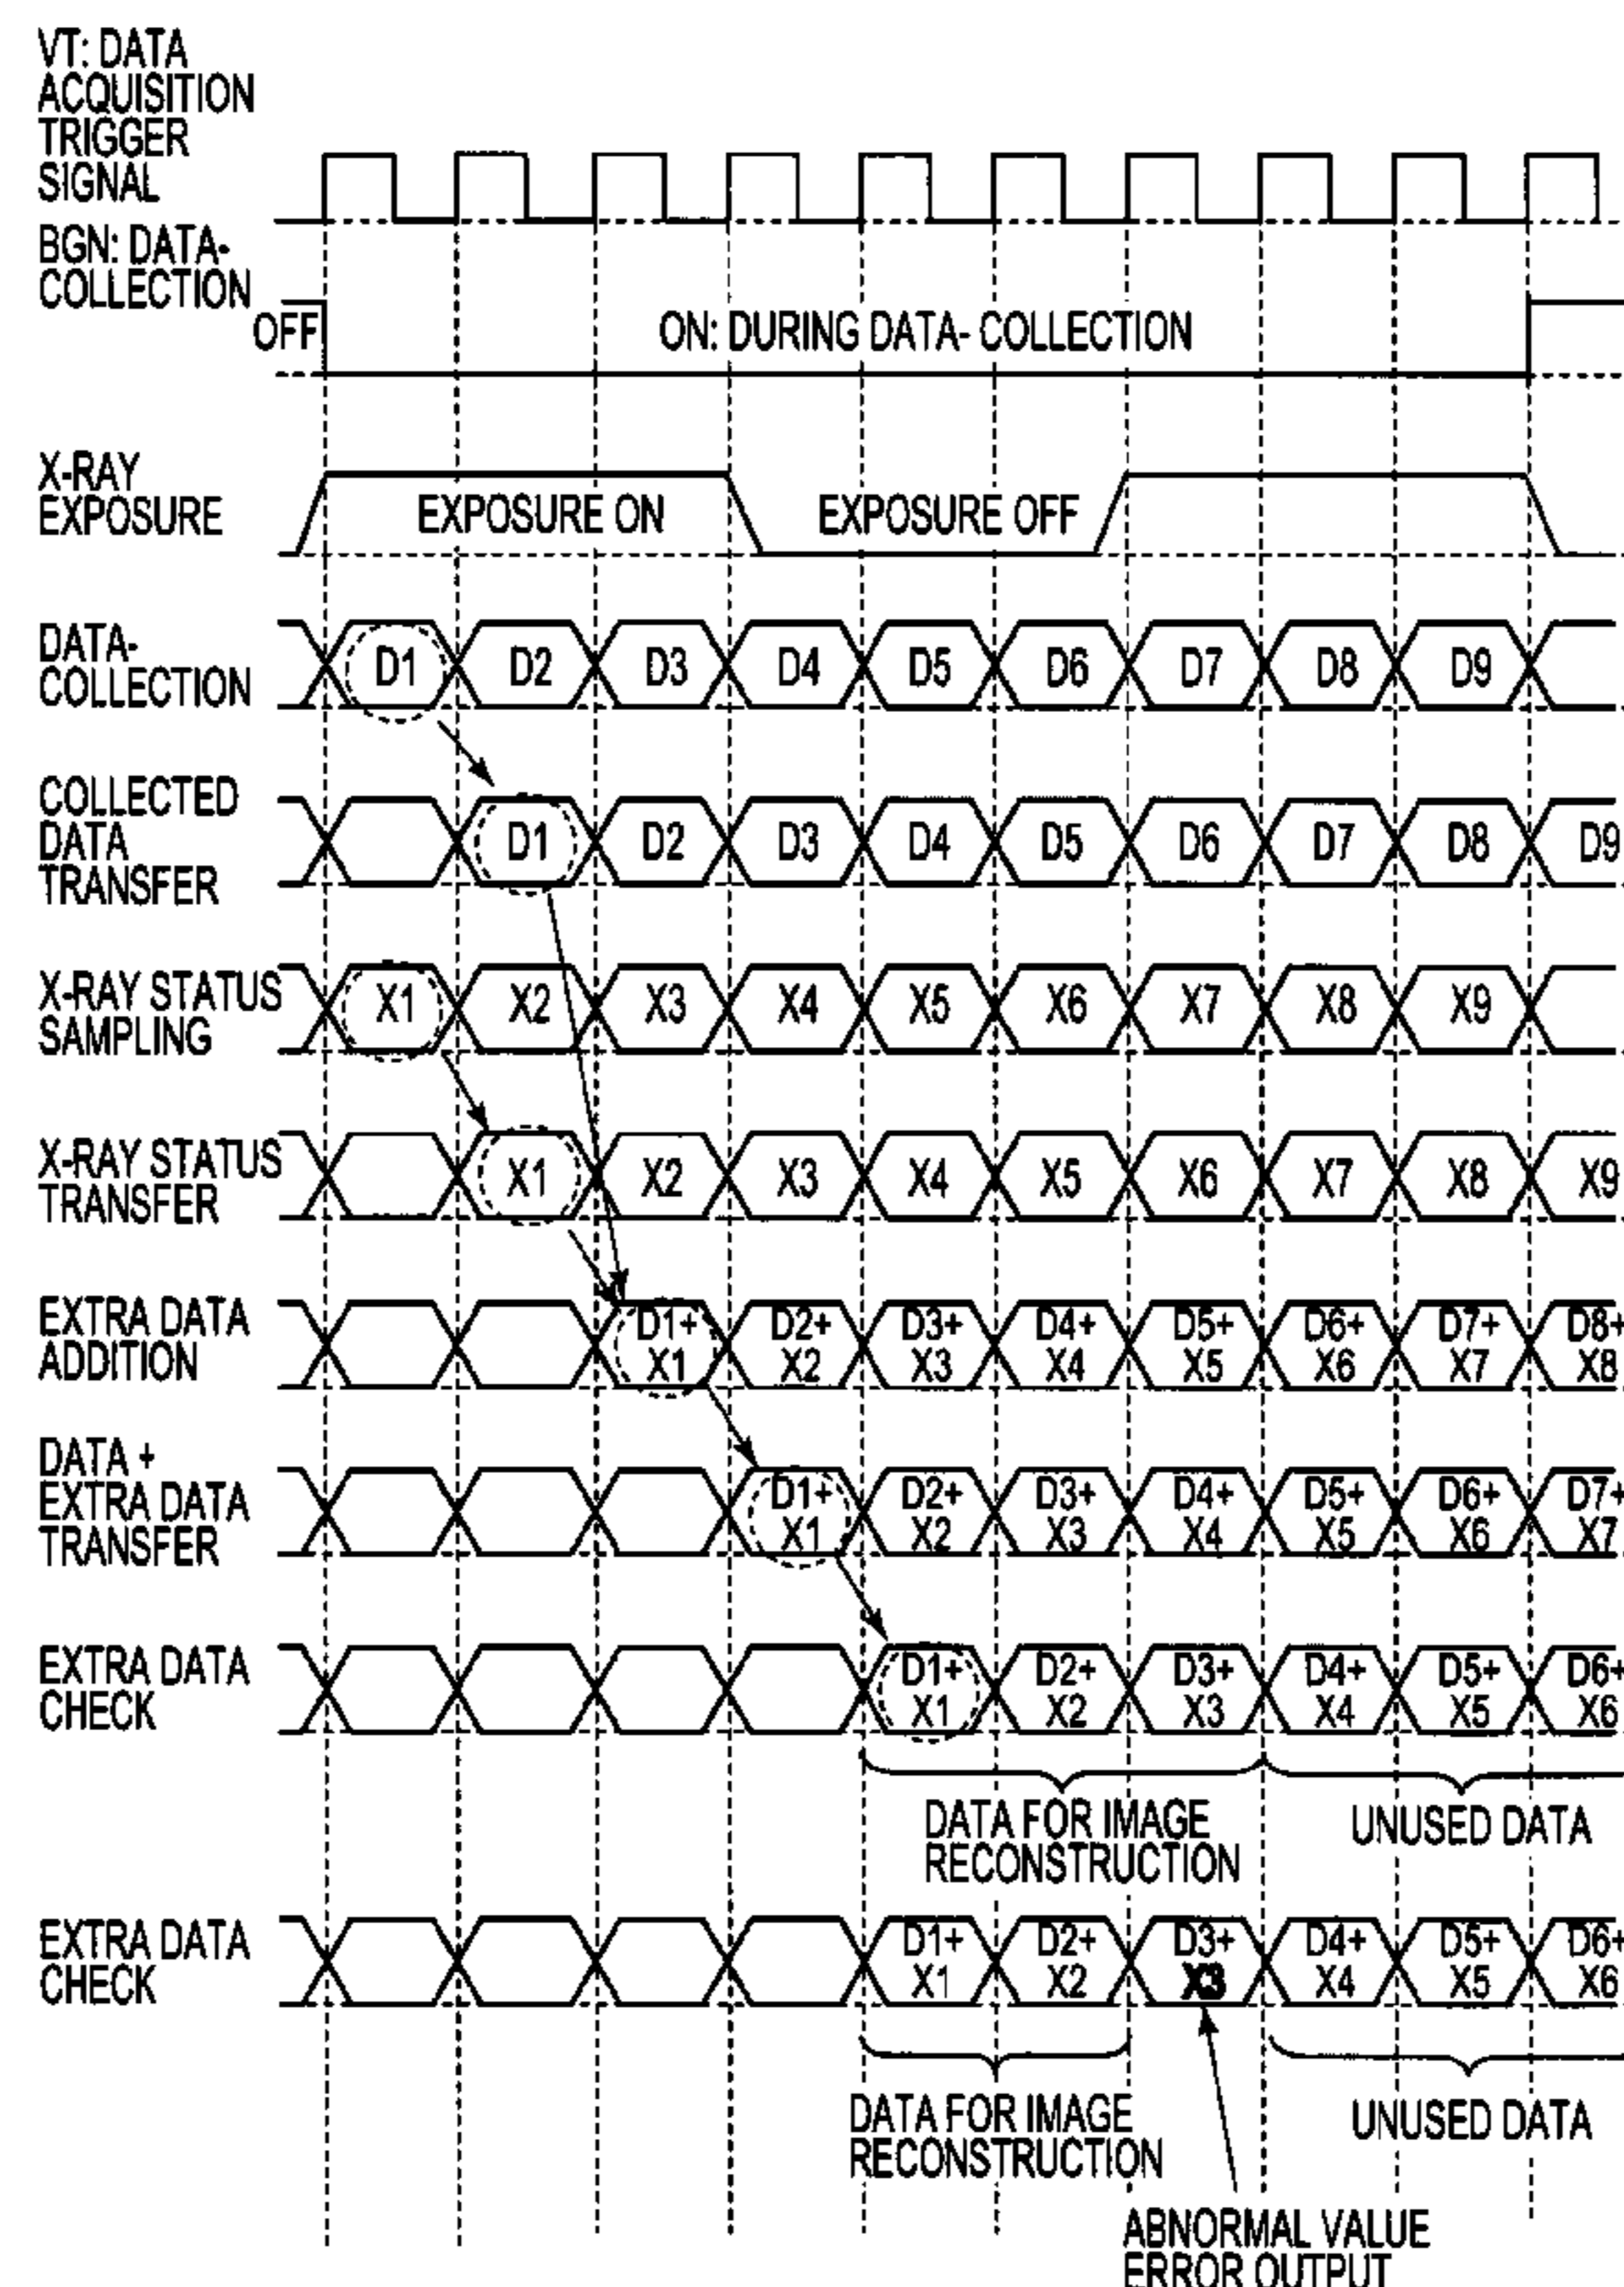 VT: DATA
ACQUISITION
TRIGGER
SIGNAL
BGN: DATA-
COLLECTION
OFF
ON: DURING DATA- COLLECTION
X-RAY
EXPOSURE
EXPOSURE ON
EXPOSURE OFF
DATA-
COLLECTION
D1 D2 D3 D4 D5 D6 D7 D8 D9
COLLECTED
DATA
TRANSFER
D1 D2 D3 D4 D5 D6 D7 D8 D9
X-RAY STATUS
SAMPLING
X1 X2 X3 X4 X5 X6 X7 X8 X9
X-RAY STATUS
TRANSFER
X1 X2 X3 X4 X5 X6 X7 X8 X9
EXTRA DATA
ADDITION
D1+ D2+ D3+ D4+ D5+ D6+ D7+ D8+
X1 X2 X3 X4 X5 X6 X7 X8
DATA +
EXTRA DATA
TRANSFER
D1+ D2+ D3+ D4+ D5+ D6+ D7+
X1 X2 X3 X4 X5 X6 X7
EXTRA DATA
CHECK
D1+ D2+ D3+ D4+ D5+ D6+
X1 X2 X3 X4 X5 X6
DATA FOR IMAGE
RECONSTRUCTION
UNUSED DATA
EXTRA DATA
CHECK
D1+ D2+ D3+ D4+ D5+ D6+
X1 X2 X3 X4 X5 X6
DATA FOR IMAGE
RECONSTRUCTION
UNUSED DATA
ABNORMAL VALUE
ERROR OUTPUT